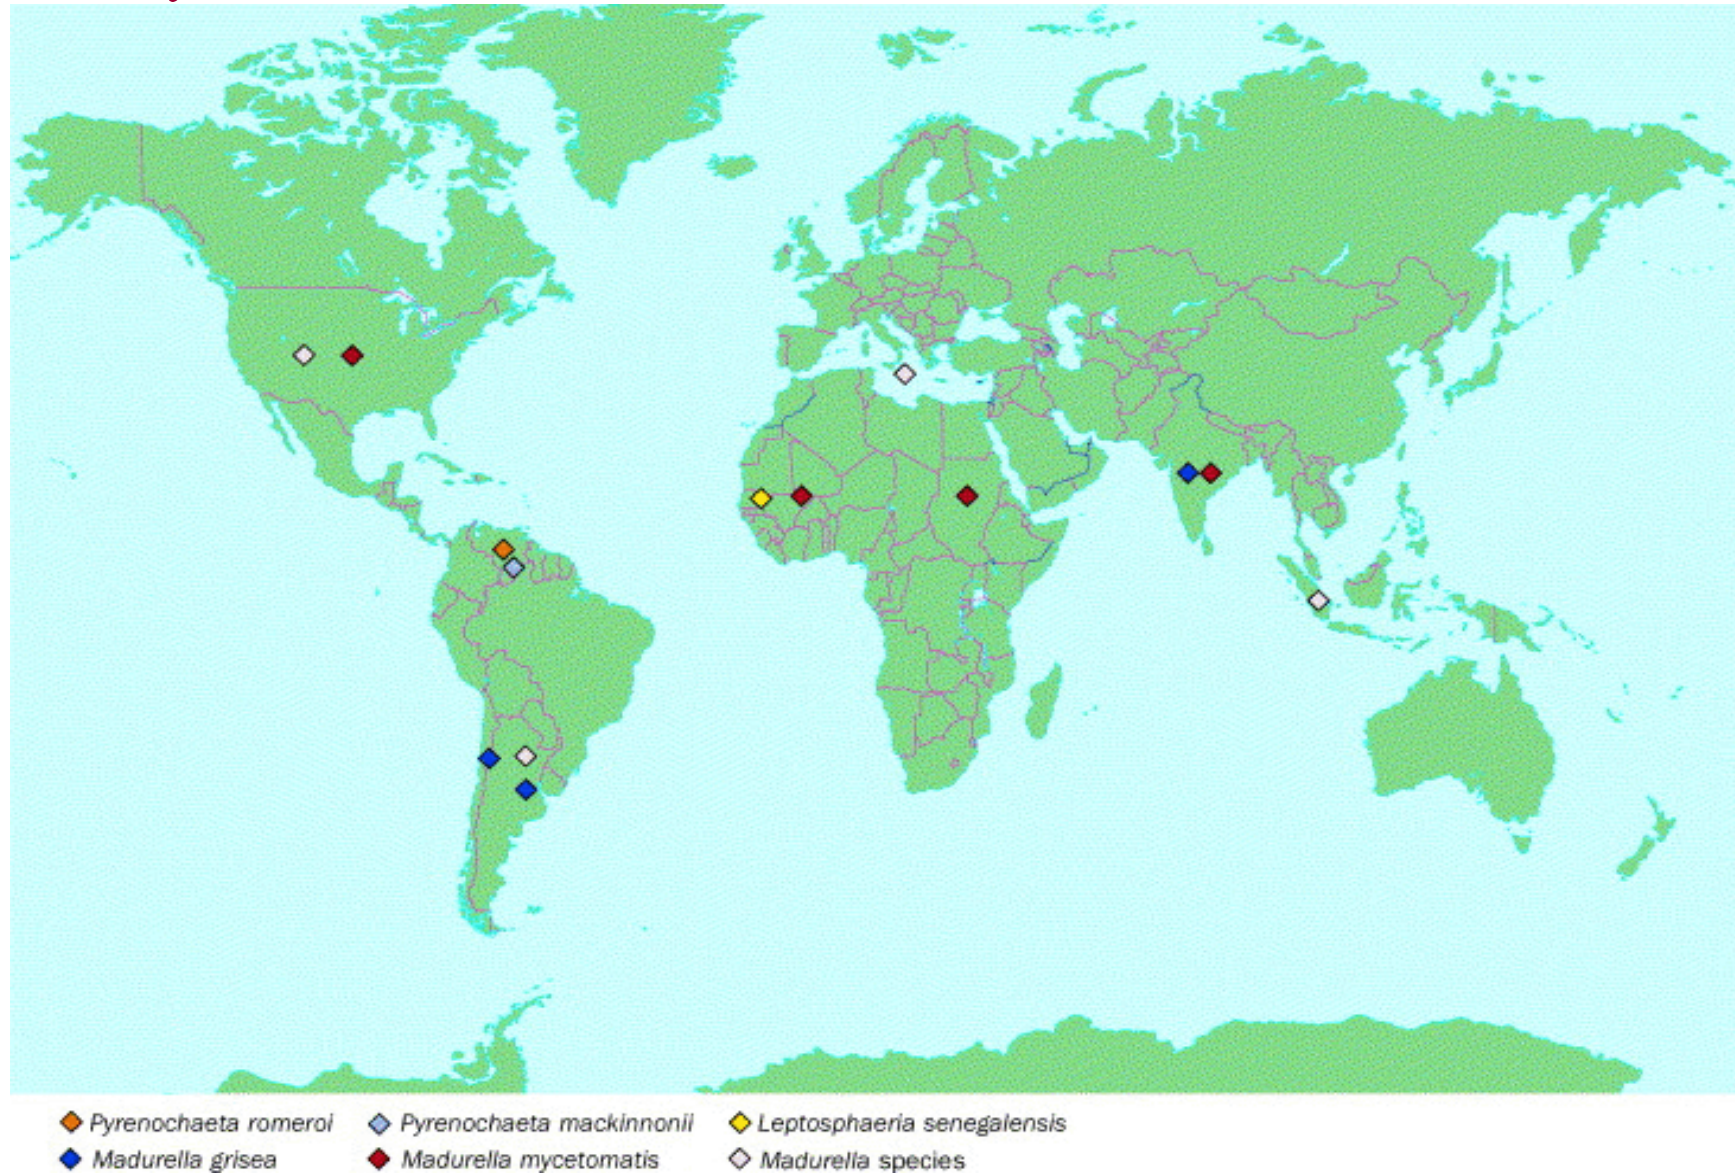 Pyrenochaeta romeroi Pyrenochaeta mackinnonii Leptosphaeria senegalensis
Madurella grisea Madurella mycetomatis Madurella species